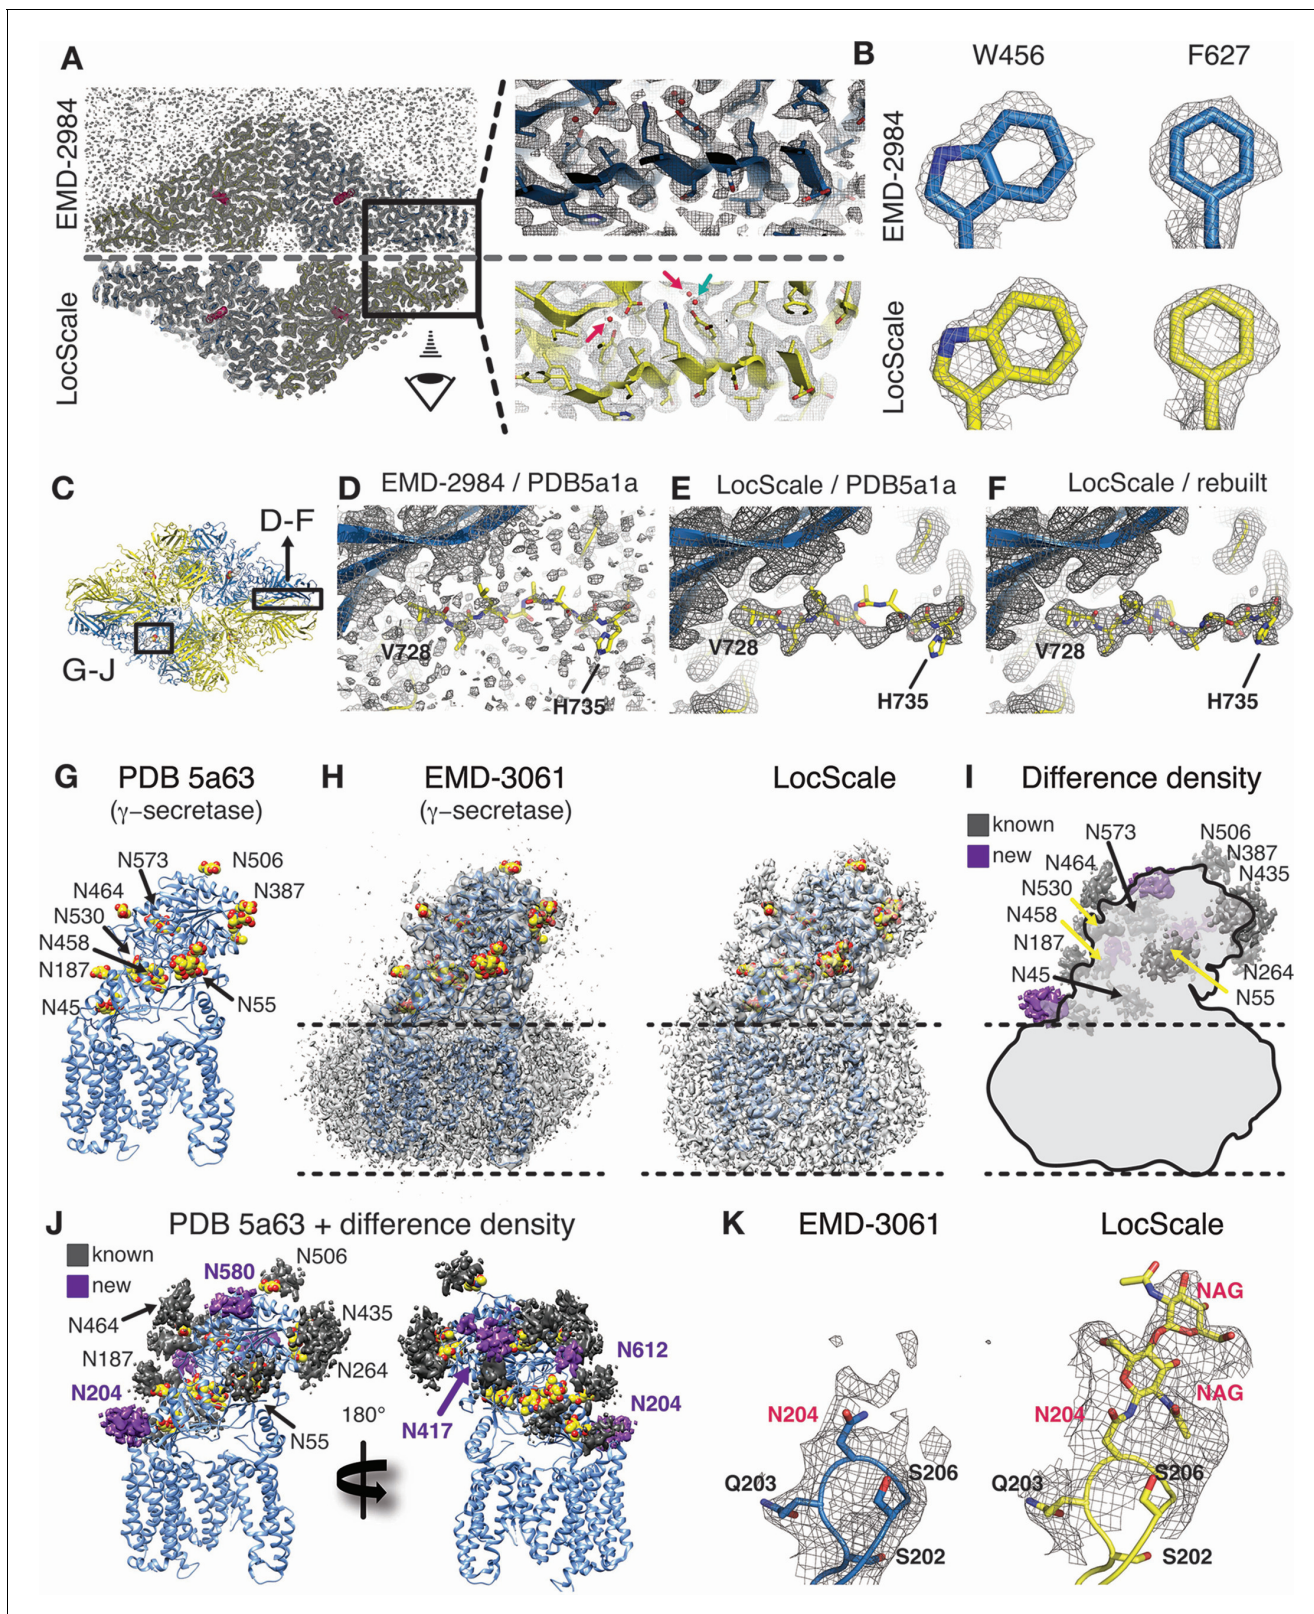 A
EMD-2984
LocScale
B
W456
F627
EMD-2984
LocScale
C
D-F
G-J
D
EMD-2984 / PDB5a1a
V728
H735
E
LocScale / PDB5a1a
V728
H735
F
LocScale / rebuilt
V728
H735
G
PDB 5a63
(γ−secretase)
N573
N506
N464
N387
N530
N458
N187
N45
N55
H
EMD-3061
(γ−secretase)
LocScale
I
Difference density
known
new
N573
N506
N464
N387
N435
N530
N458
N187
N45
N264
N55
J
PDB 5a63 + difference density
known
new
N580
N506
N464
N435
N187
N264
N204
N55
180°
N417
N612
N204
K
EMD-3061
N204
Q203
S206
S202
LocScale
NAG
NAG
N204
Q203
S206
S202